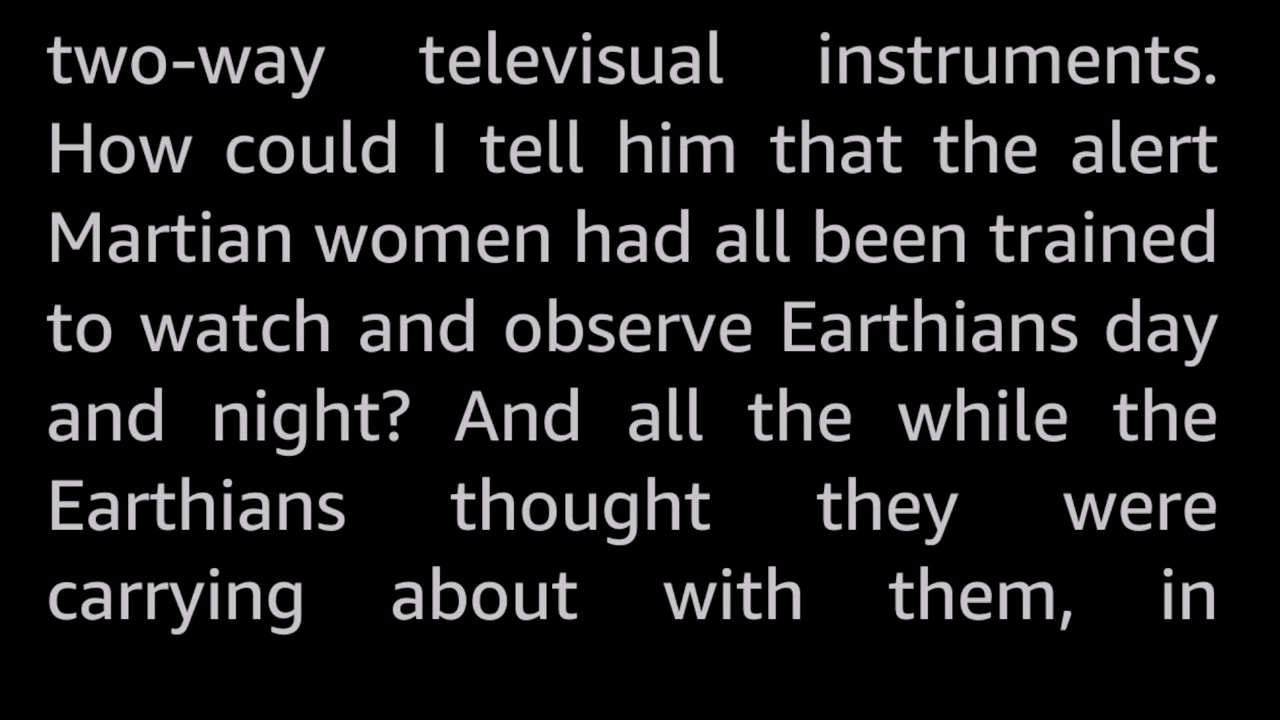 two-way televisual instruments.
How could I tell him that the alert
Martian women had all been trained
to watch and observe Earthians day
and night? And all the while the
Earthians thought they were
carrying about with them, in